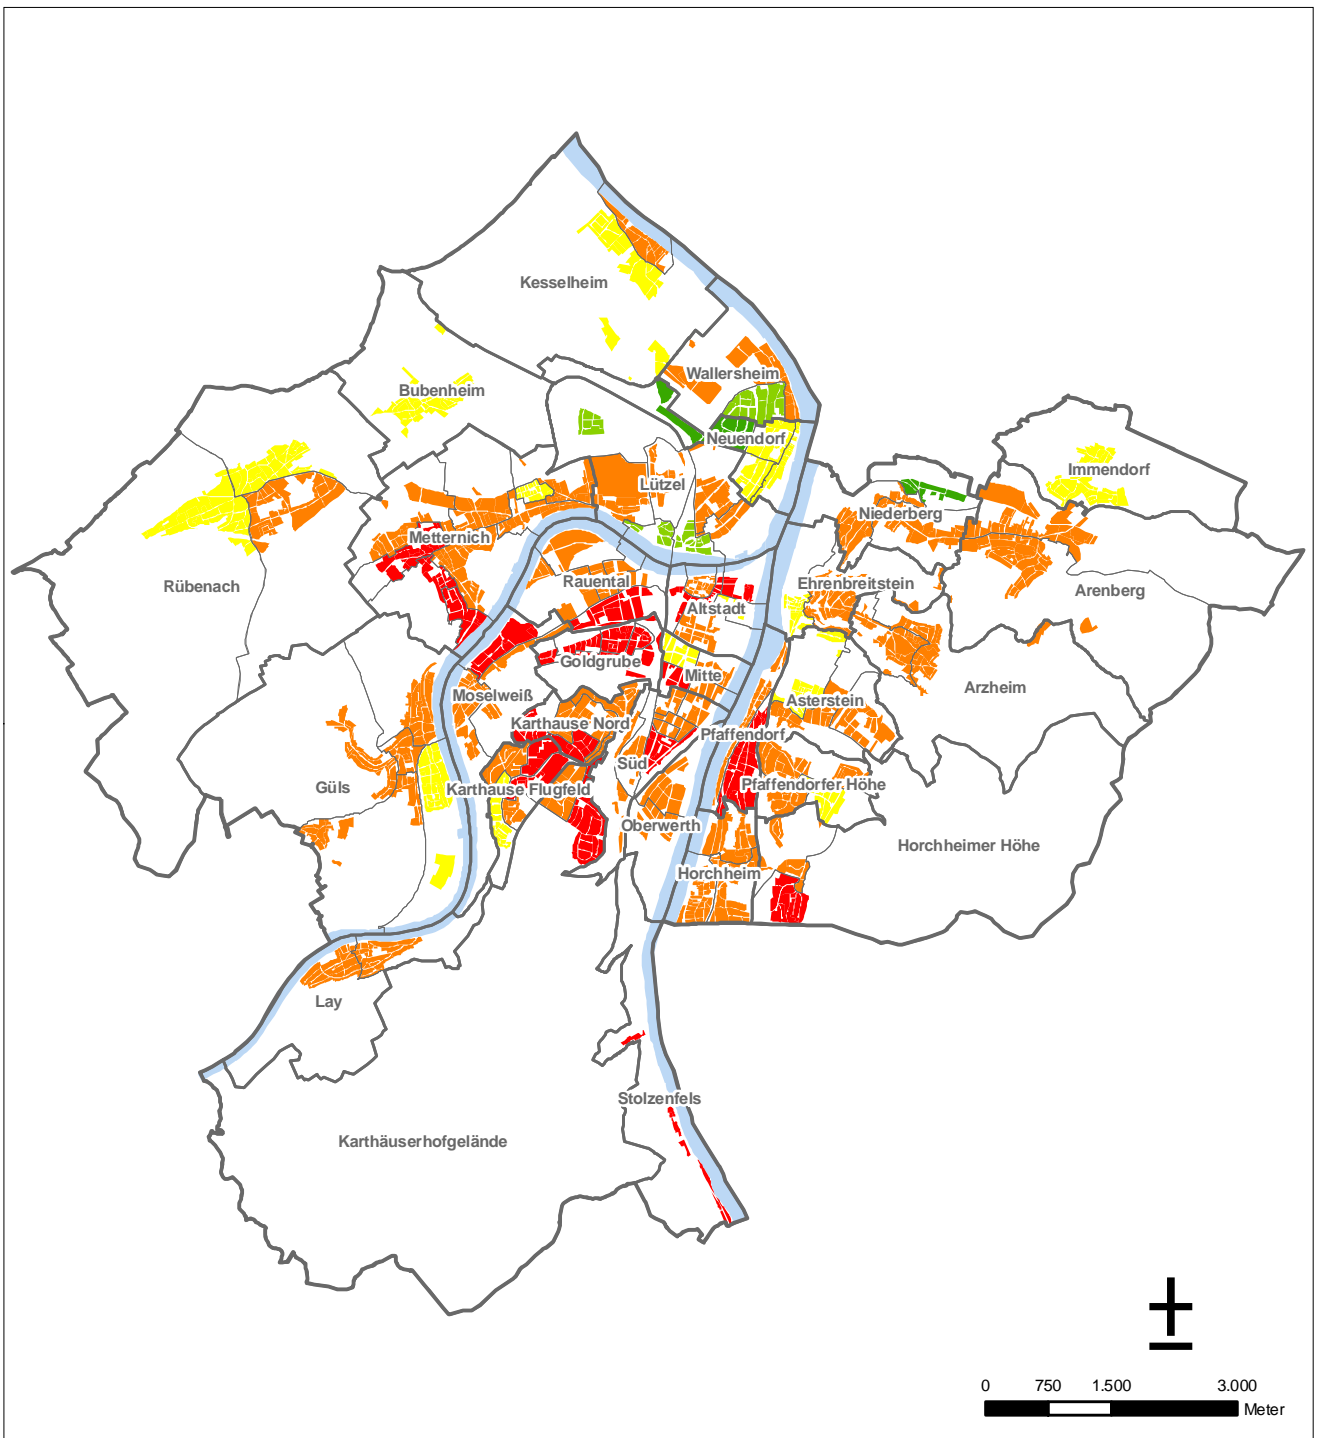 Kesselheim
Wallersheim
Bubenheim
Neuendorf
Immendorf
Lützel
Niederberg
Metternich
Rübenach
Rauental
Ehrenbreitstein
Arenberg
Altstadt
Goldgrube
Mitte
Arzheim
Moselweiß
Asterstein
Karthause Nord
Pfaffendorf
Süd
Güls
Karthause Flugfeld
Pfaffendorfer Höhe
Oberwerth
Horchheimer Höhe
Horchheim
Lay
Stolzenfels
Karthäuserhofgelände
0 750 1.500 3.000
Meter